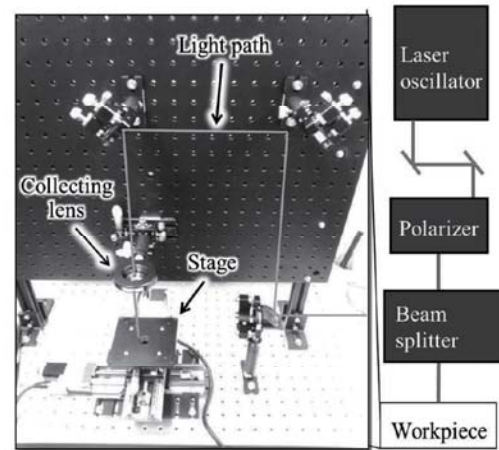 Light path
Collecting
lens
Stage
Laser
oscillator
Polarizer
Beam
splitter
Workpiece